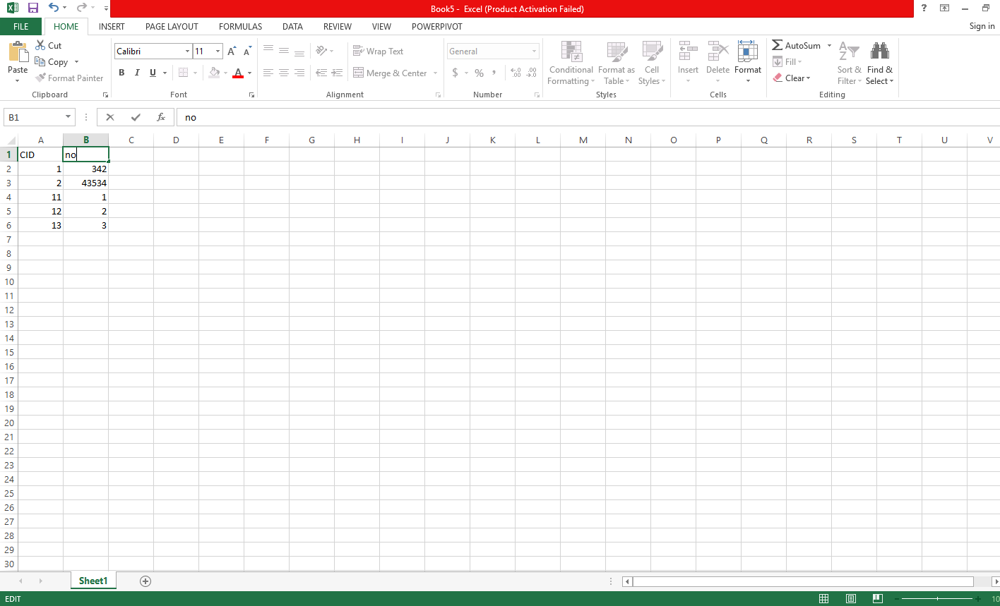 Book5 - Excel (Product Activation Failed)
?
FILE HOME INSERT PAGE LAYOUT FORMULAS DATA REVIEW VIEW POWERPIVOT Sign in
Paste
Cut
Copy
Format Painter
Clipboard
Calibri 11 A A
B I U A
Font
Wrap Text
Merge & Center
Alignment
General
$ % , .0 .00 .00 .0
Number
Conditional Formatting
Format as Table
Cell Styles
Styles
Insert Delete Format
Cells
AutoSum
Fill
Clear
Sort & Filter
Find & Select
Editing
B1 fx no
A B C D E F G H I J K L M N O P Q R S T U V
1 CID no
2 1 342
3 2 43534
4 11 1
5 12 2
6 13 3
7
8
9
10
11
12
13
14
15
16
17
18
19
20
21
22
23
24
25
26
27
28
29
30
Sheet1
EDIT 10